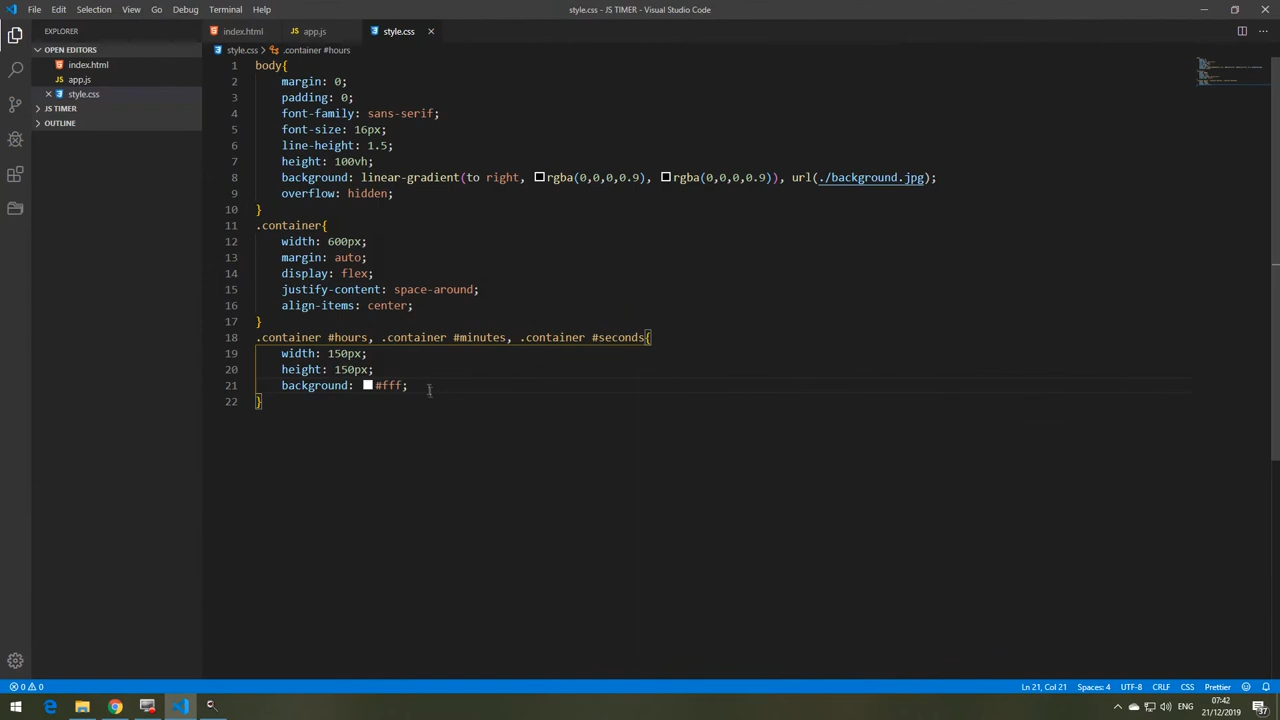 File Edit Selection View Go Debug Terminal Help
style.css - JS TIMER - Visual Studio Code
EXPLORER
OPEN EDITORS
index.html
app.js
style.css
JS TIMER
OUTLINE
index.html app.js style.css
style.css > .container #hours
1 body{
2 margin: 0;
3 padding: 0;
4 font-family: sans-serif;
5 font-size: 16px;
6 line-height: 1.5;
7 height: 100vh;
8 background: linear-gradient(to right, rgba(0,0,0,0.9), rgba(0,0,0,0.9)), url(./background.jpg);
9 overflow: hidden;
10 }
11 .container{
12 width: 600px;
13 margin: auto;
14 display: flex;
15 justify-content: space-around;
16 align-items: center;
17 }
18 .container #hours, .container #minutes, .container #seconds{
19 width: 150px;
20 height: 150px;
21 background: #fff;
22 }
0 0
Ln 21, Col 21 Spaces: 4 UTF-8 CRLF CSS Prettier
ENG
07:42
21/12/2019
37